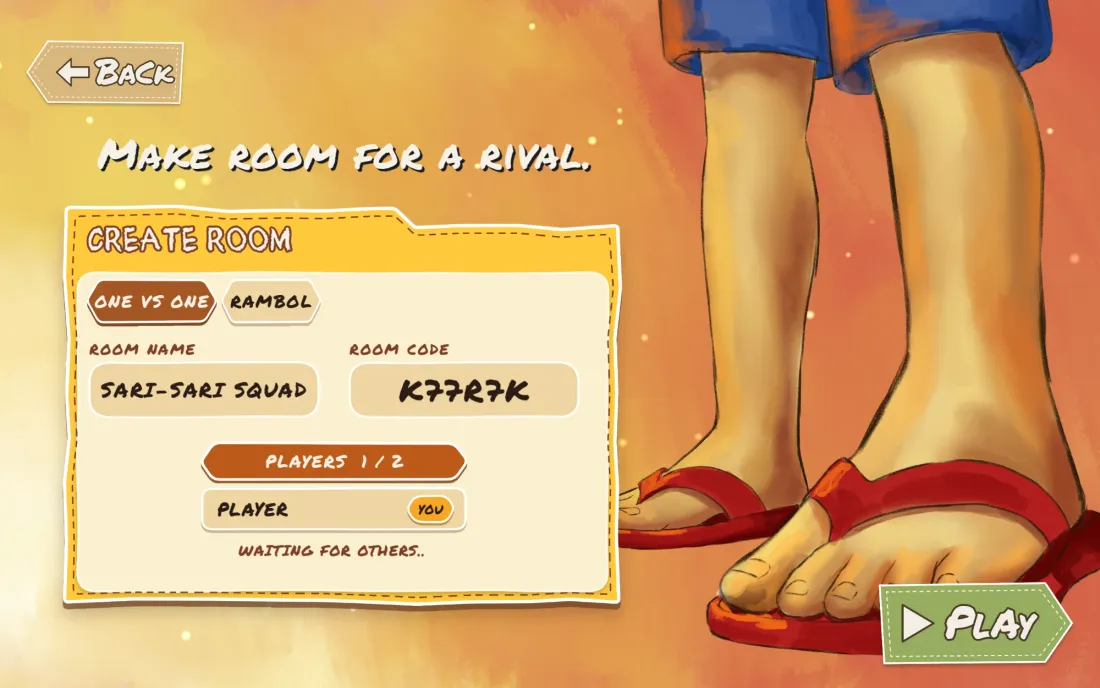 Back
Make room for a rival.
CREATE ROOM
ONE VS ONE
RAMBOL
ROOM NAME
ROOM CODE
SARI-SARI SQUAD
K77R7K
PLAYERS 1 / 2
PLAYER
YOU
WAITING FOR OTHERS..
Play